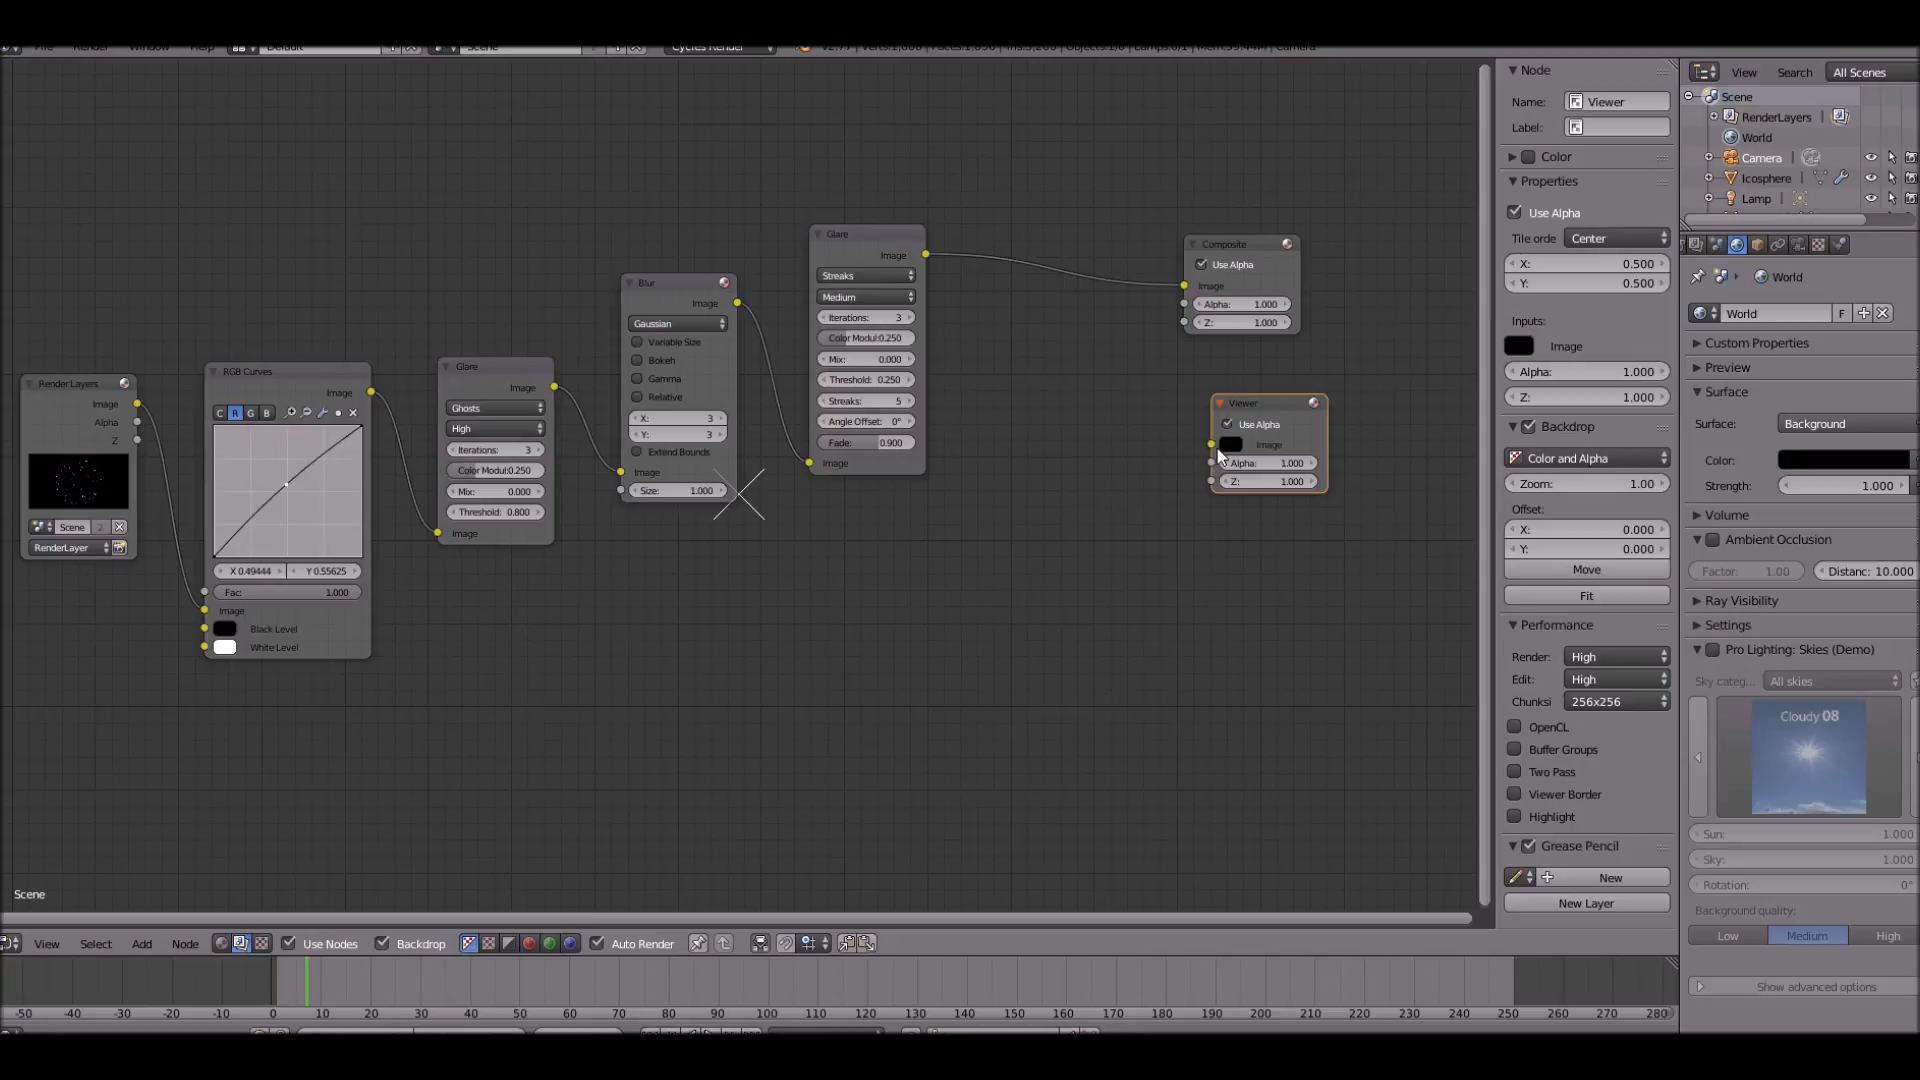 File Render Window Help Default Scene Cycles Render
Node
Name: Viewer
Label:
Color
Properties
Use Alpha
Tile orde Center
X: 0.500
Y: 0.500
Inputs:
Image
Alpha: 1.000
Z: 1.000
Backdrop
Color and Alpha
Zoom: 1.00
Offset:
X: 0.000
Y: 0.000
Move
Fit
Performance
Render: High
Edit: High
Chunksi 256x256
OpenCL
Buffer Groups
Two Pass
Viewer Border
Highlight
Grease Pencil
New
New Layer
View Search All Scenes
Scene
RenderLayers
World
Camera
Icosphere
Lamp
World
World F
Custom Properties
Preview
Surface
Surface: Background
Color:
Strength: 1.000
Volume
Ambient Occlusion
Factor: 1.00 Distanc: 10.000
Ray Visibility
Settings
Pro Lighting: Skies (Demo)
Sky categ... All skies
Cloudy 08
Sun: 1.000
Sky: 1.000
Rotation: 0°
Background quality:
Low Medium High
Show advanced options
Render Layers
Image
Alpha
Z
Scene 2
RenderLayer
RGB Curves
Image
C R G B
X 0.49444 Y 0.55625
Fac: 1.000
Image
Black Level
White Level
Glare
Image
Ghosts
High
Iterations: 3
Color Modul:0.250
Mix: 0.000
Threshold: 0.800
Image
Blur
Image
Gaussian
Variable Size
Bokeh
Gamma
Relative
X: 3
Y: 3
Extend Bounds
Image
Size: 1.000
Glare
Image
Streaks
Medium
Iterations: 3
Color Modul:0.250
Mix: 0.000
Threshold: 0.250
Streaks: 5
Angle Offset: 0°
Fade: 0.900
Image
Composite
Use Alpha
Image
Alpha: 1.000
Z: 1.000
Viewer
Use Alpha
Image
Alpha: 1.000
Z: 1.000
Scene
View Select Add Node Use Nodes Backdrop Auto Render
-50 -40 -30 -20 -10 0 10 20 30 40 50 60 70 80 90 100 110 120 130 140 150 160 170 180 190 200 210 220 230 240 250 260 270 280